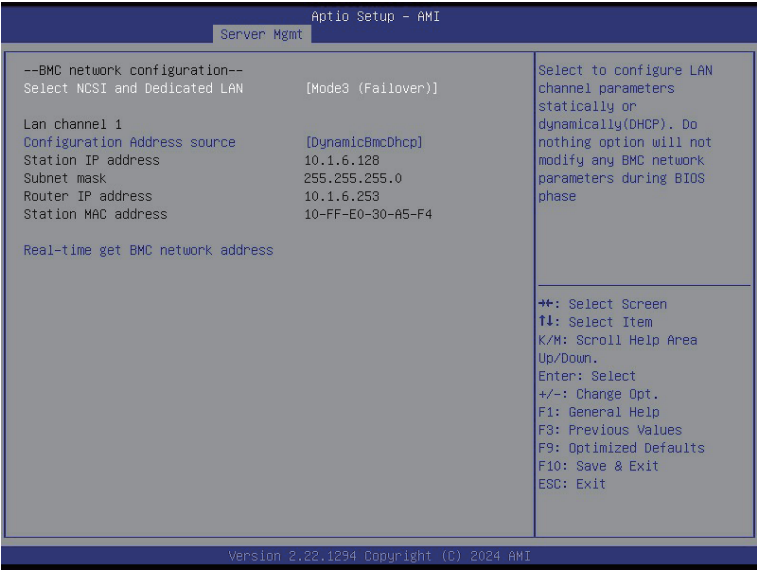 Aptio Setup – AMI
Server Mgmt
--BMC network configuration--
Select NCSI and Dedicated LAN [Mode3 (Failover)]
Lan channel 1
Configuration Address source [DynamicBmcDhcp]
Station IP address 10.1.6.128
Subnet mask 255.255.255.0
Router IP address 10.1.6.253
Station MAC address 10-FF-E0-30-A5-F4
Real-time get BMC network address
Select to configure LAN
channel parameters
statically or
dynamically(DHCP). Do
nothing option will not
modify any BMC network
parameters during BIOS
phase
→←: Select Screen
↑↓: Select Item
K/M: Scroll Help Area
Up/Down.
Enter: Select
+/-: Change Opt.
F1: General Help
F3: Previous Values
F9: Optimized Defaults
F10: Save & Exit
ESC: Exit
Version 2.22.1294 Copyright (C) 2024 AMI